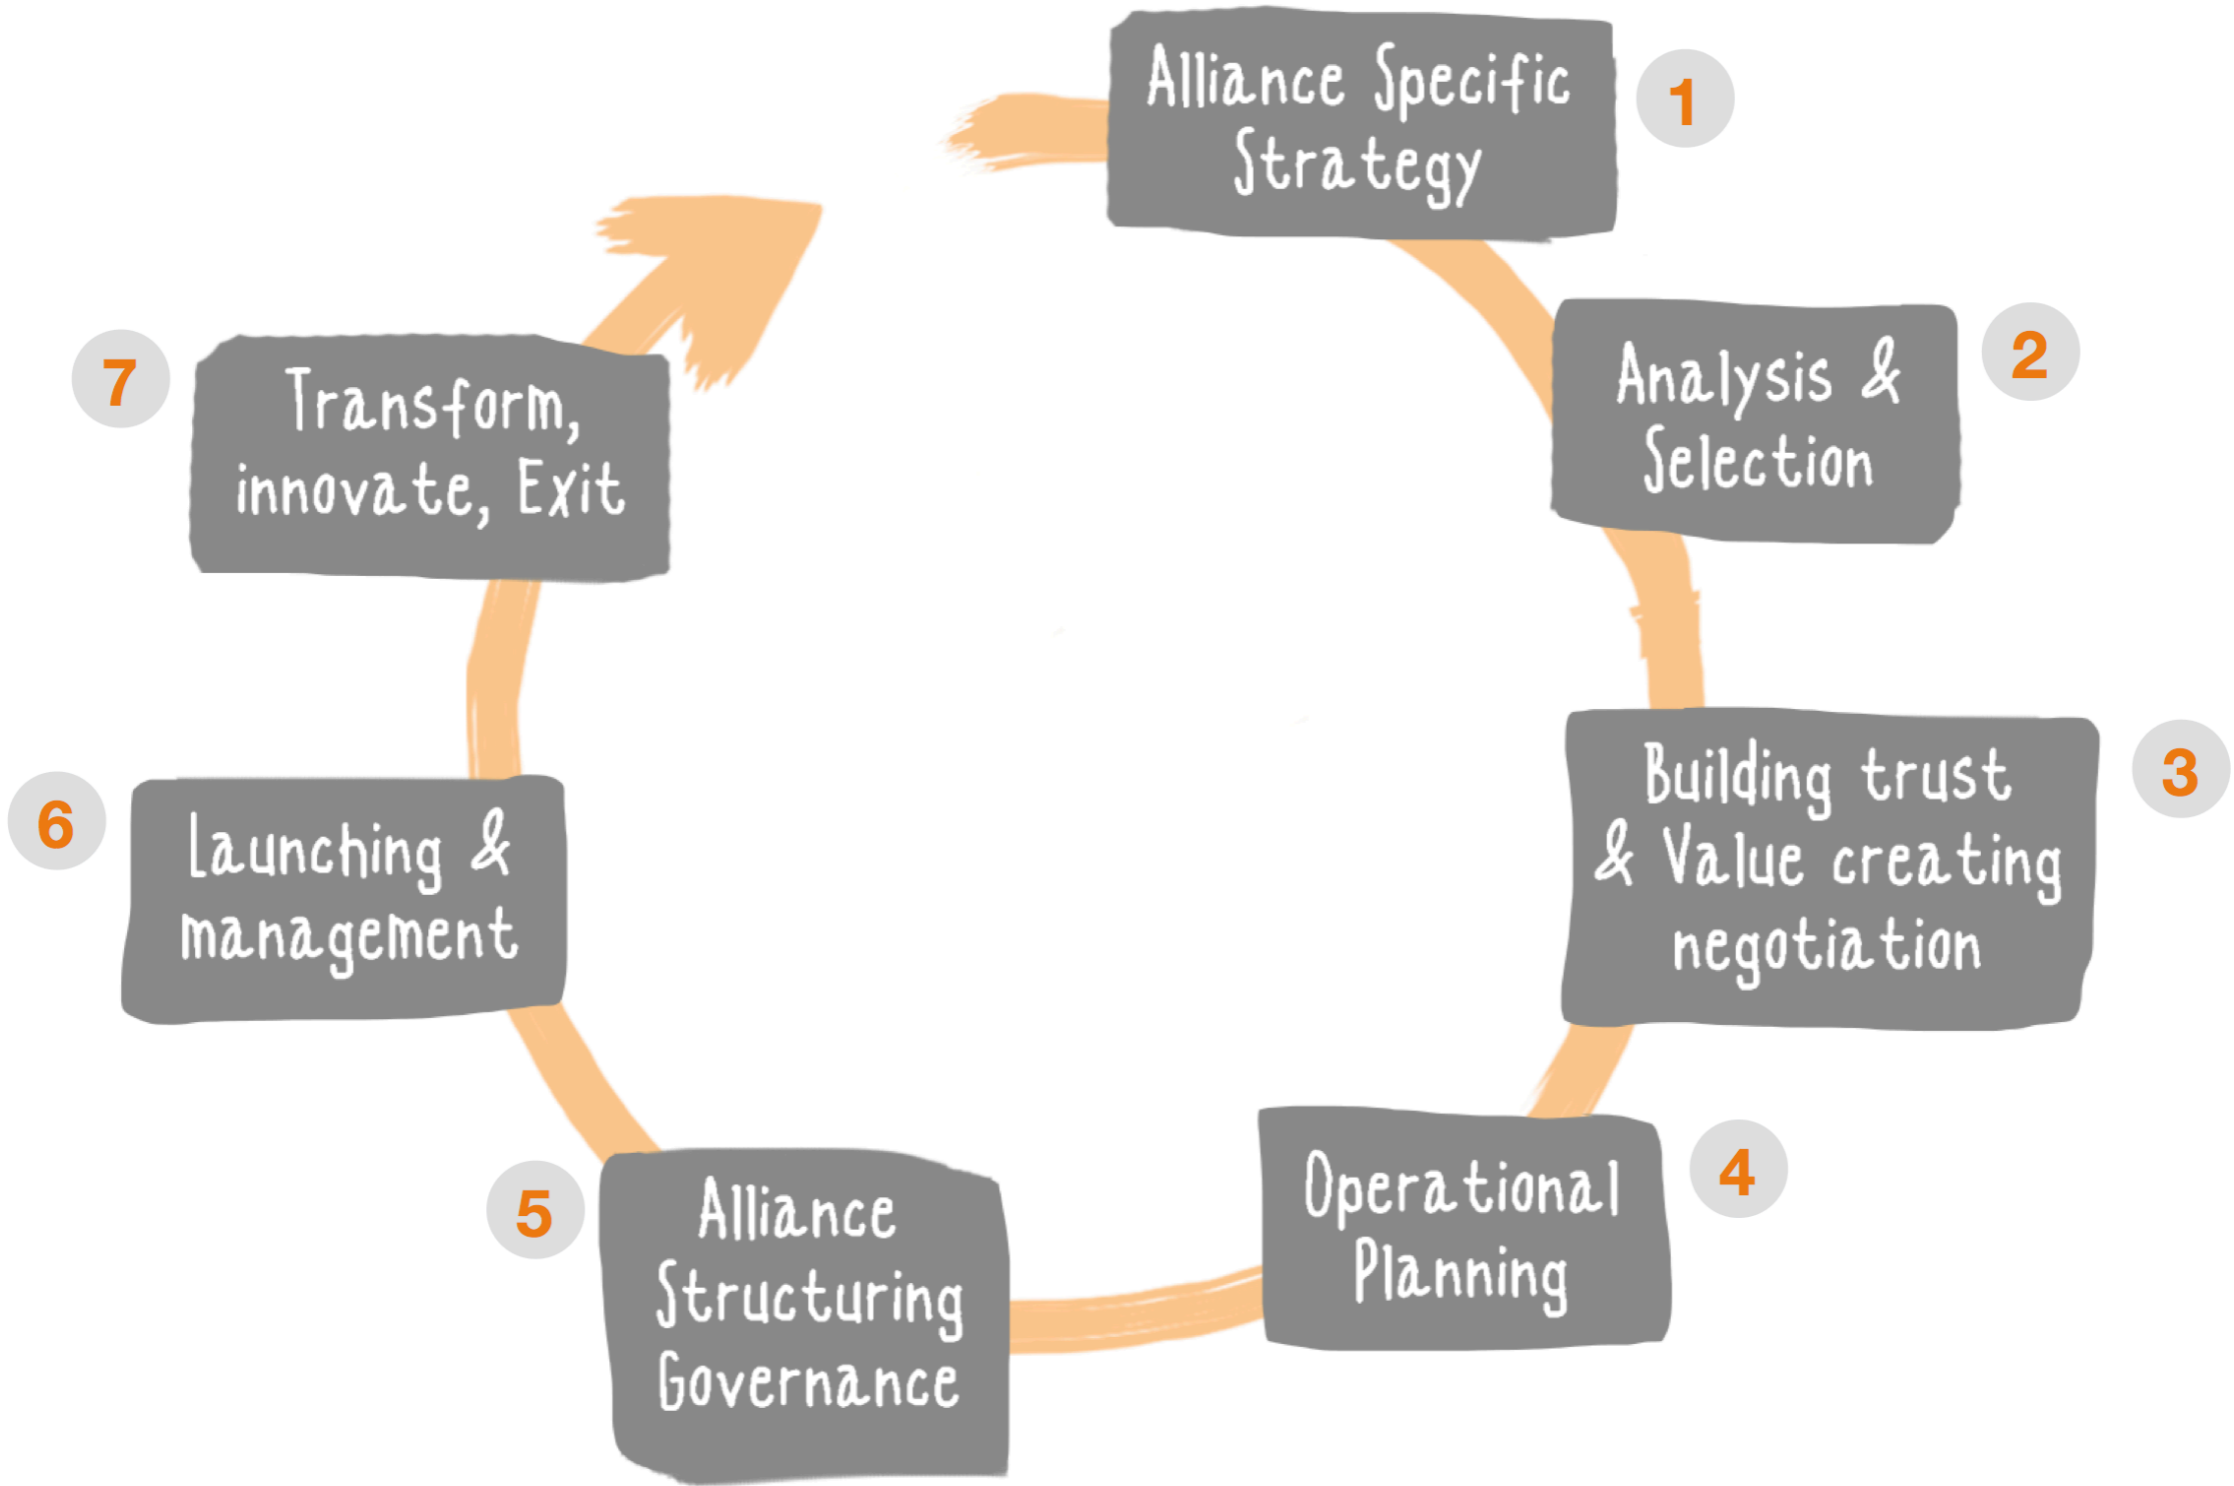 Alliance Specific
Strategy
1
Analysis &
Selection
2
Building trust
& Value creating
negotiation
3
Operational
Planning
4
Alliance
Structuring
Governance
5
Launching &
management
6
Transform,
innovate, Exit
7